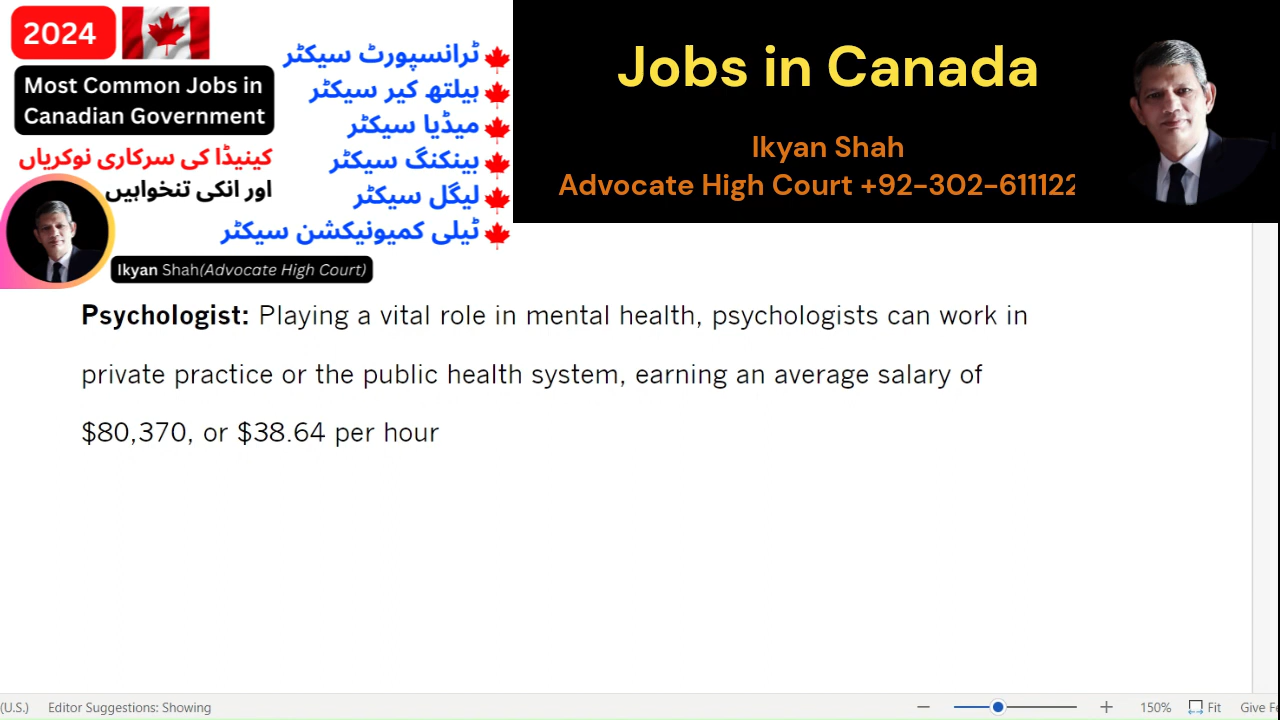 2024
Most Common Jobs in
Canadian Government
کینیڈا کی سرکاری نوکریاں
اور انکی تنخواہیں
ٹرانسپورٹ سیکٹر
ہیلتھ کیر سیکٹر
میڈیا سیکٹر
بینکنگ سیکٹر
لیگل سیکٹر
ٹیلی کمیونیکشن سیکٹر
Ikyan Shah(Advocate High Court)
Jobs in Canada
Ikyan Shah
Advocate High Court +92-302-611122
Psychologist: Playing a vital role in mental health, psychologists can work in
private practice or the public health system, earning an average salary of
$80,370, or $38.64 per hour
(U.S.) Editor Suggestions: Showing 150% Fit Give